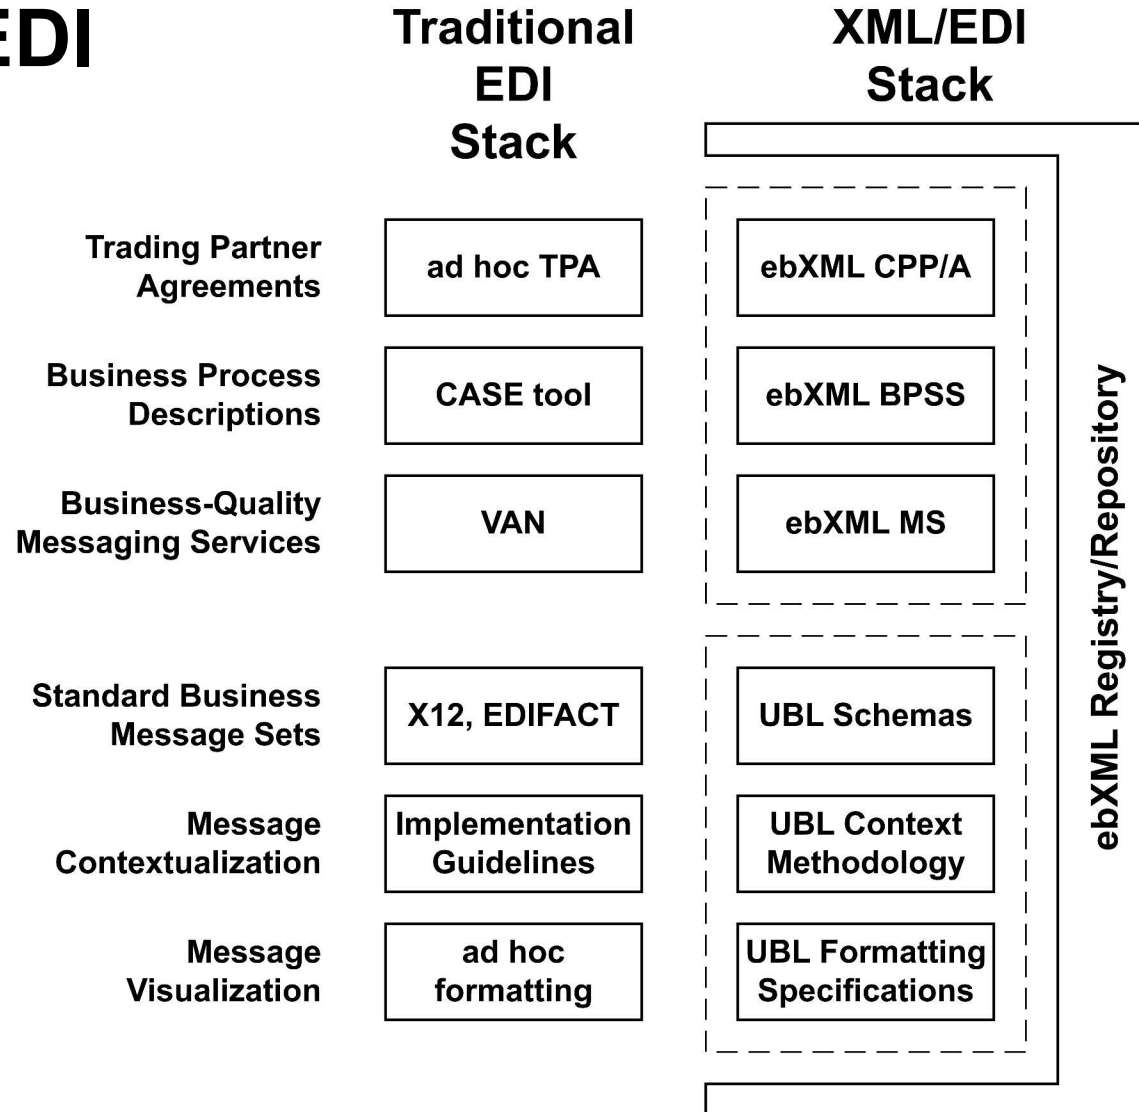 EDI
Traditional
EDI
Stack
XML/EDI
Stack
Trading Partner
Agreements
ad hoc TPA
ebXML CPP/A
Business Process
Descriptions
CASE tool
ebXML BPSS
Business-Quality
Messaging Services
VAN
ebXML MS
Standard Business
Message Sets
X12, EDIFACT
UBL Schemas
Message
Contextualization
Implementation
Guidelines
UBL Context
Methodology
Message
Visualization
ad hoc
formatting
UBL Formatting
Specifications
ebXML Registry/Repository